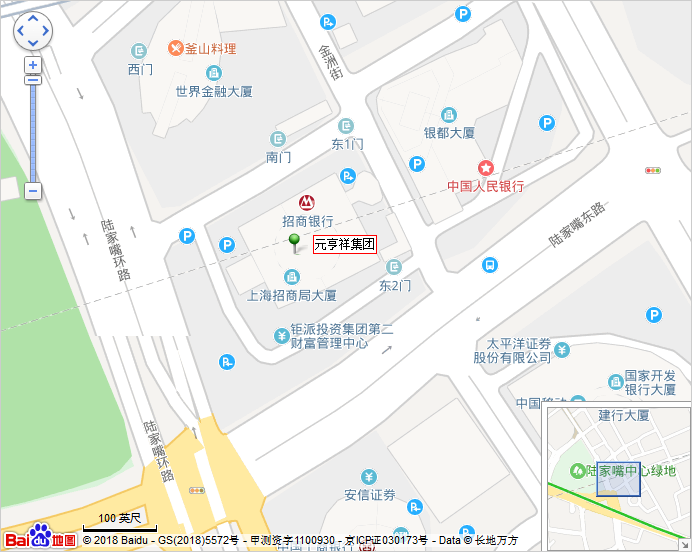 釜山料理
西门
世界金融大厦
金洲街
银都大厦
东1门
南门
中国人民银行
招商银行
元亨祥集团
陆家嘴东路
陆家嘴环路
东2门
上海招商局大厦
钜派投资集团第二
财富管理中心
太平洋证券
股份有限公司
国家开发
银行大厦
中国移动
建行大厦
陆家嘴环路
陆家嘴中心绿地
安信证券
100 英尺
Bai 地图
© 2018 Baidu - GS(2018)5572号 - 甲测资字1100930 - 京ICP证030173号 - Data © 长地万方